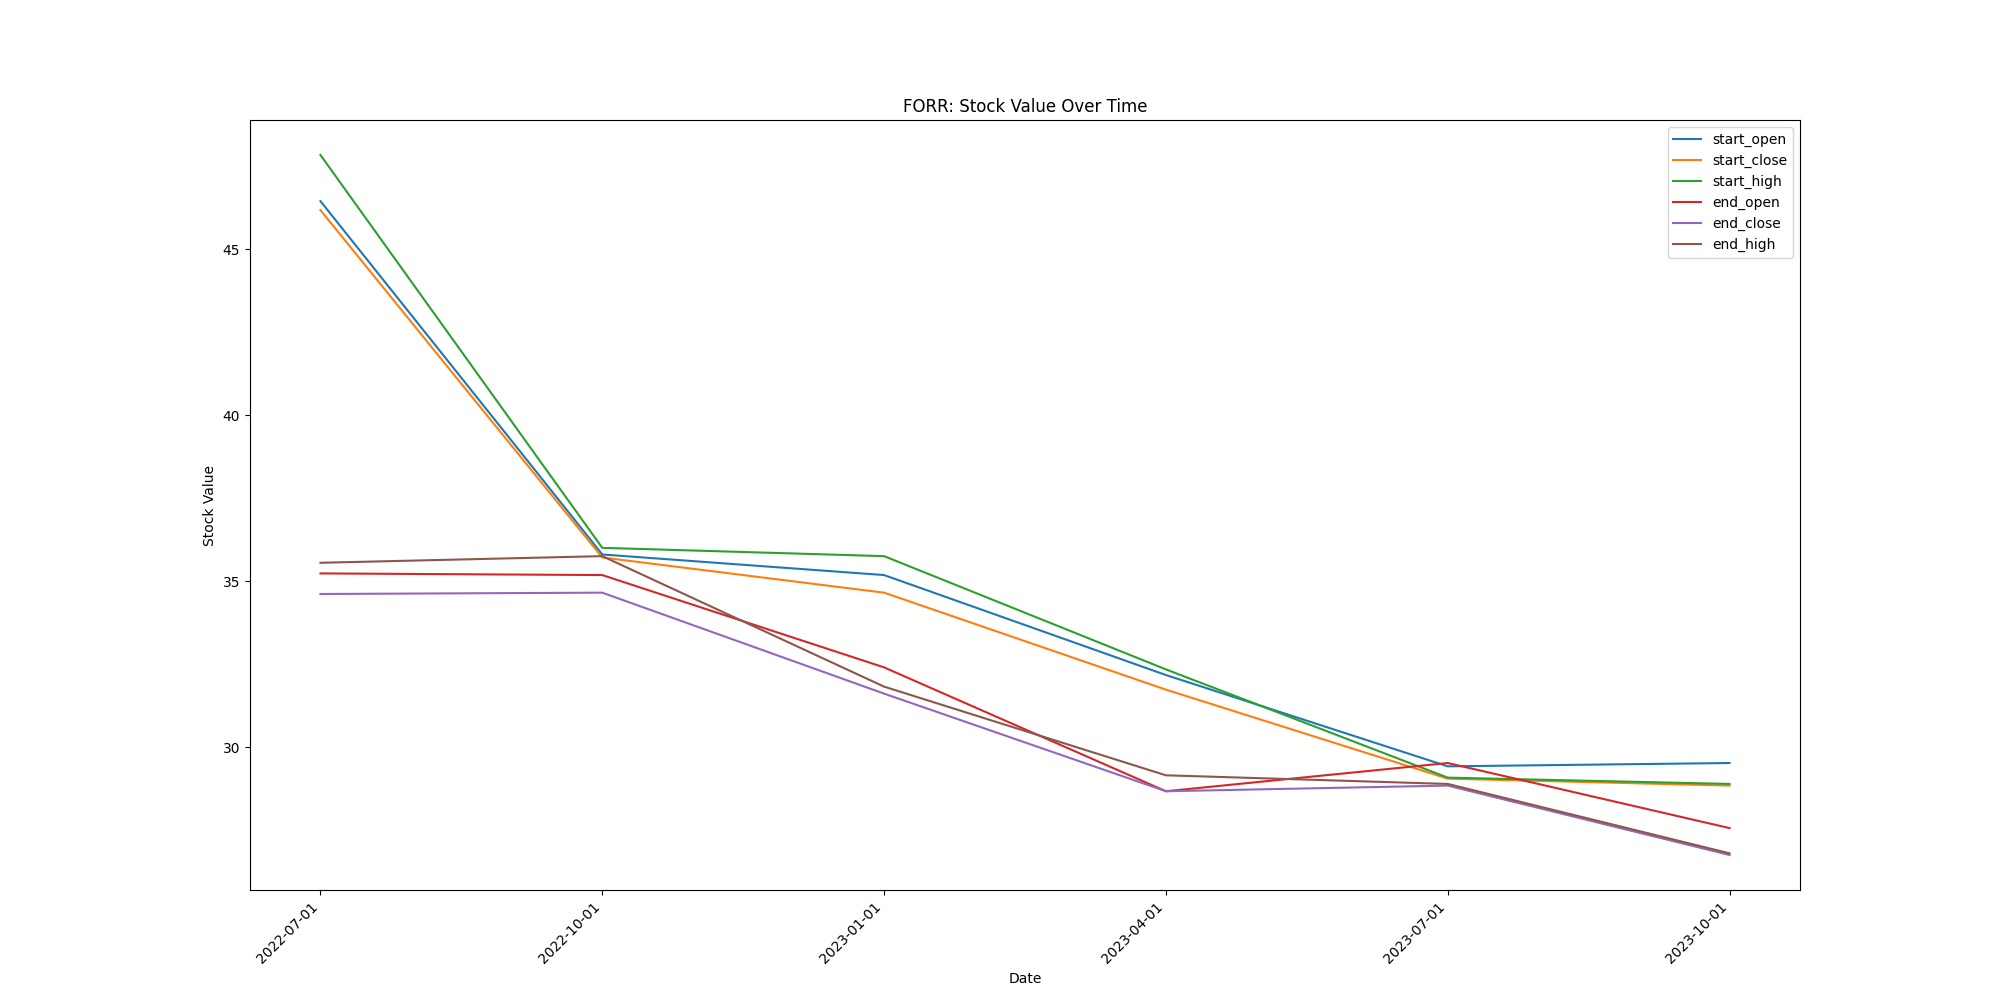 FORR: Stock Value Over Time
start_open
start_close
start_high
end_open
end_close
end_high
45
40
35
30
Stock Value
2022-07-01
2022-10-01
2023-01-01
2023-04-01
2023-07-01
2023-10-01
Date